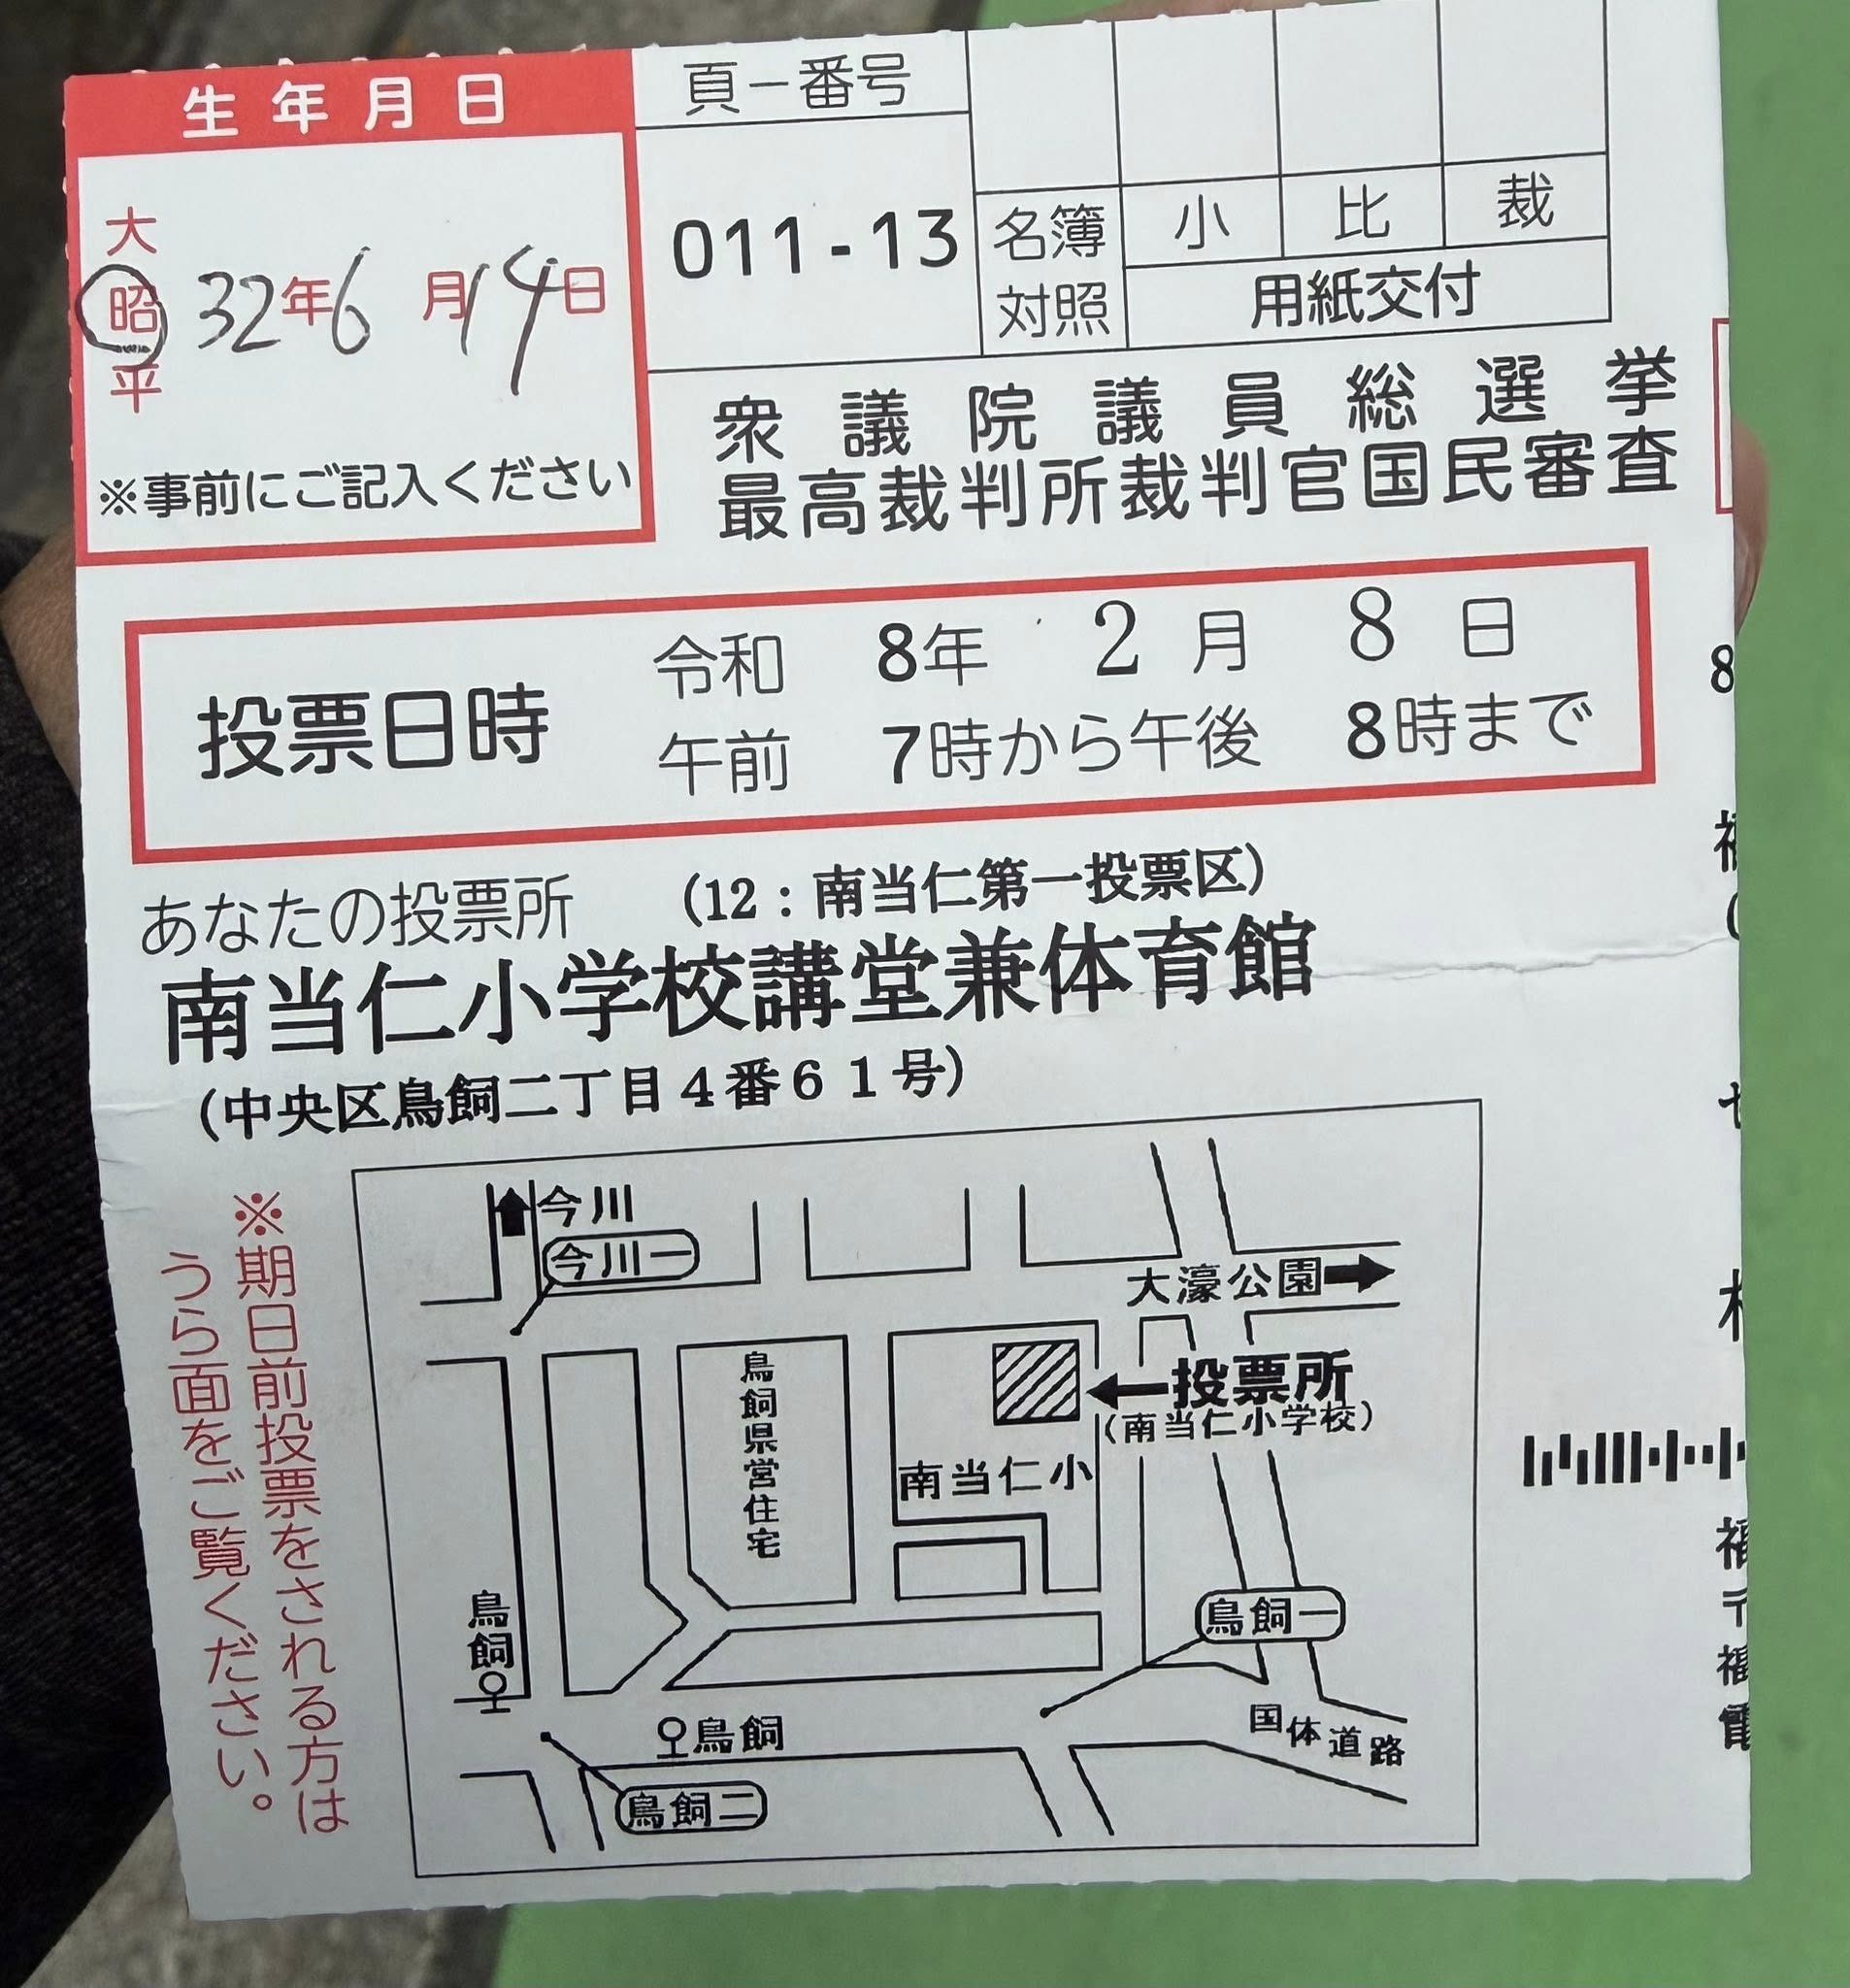 生年月日
大
昭 32年6月14日
平
※事前にご記入ください
頁－番号
011-13
名簿対照
小 比 裁
用紙交付
衆議院議員総選挙
最高裁判所裁判官国民審査
投票日時
令和 8年 2月 8日
午前 7時から午後 8時まで
あなたの投票所 (12：南当仁第一投票区)
南当仁小学校講堂兼体育館
(中央区鳥飼二丁目4番61号)
※期日前投票をされる方は
うら面をご覧ください。
今川
今川一
大濠公園
鳥飼県営住宅
投票所
(南当仁小学校)
南当仁小
鳥飼
鳥飼一
国体道路
鳥飼
鳥飼二
8